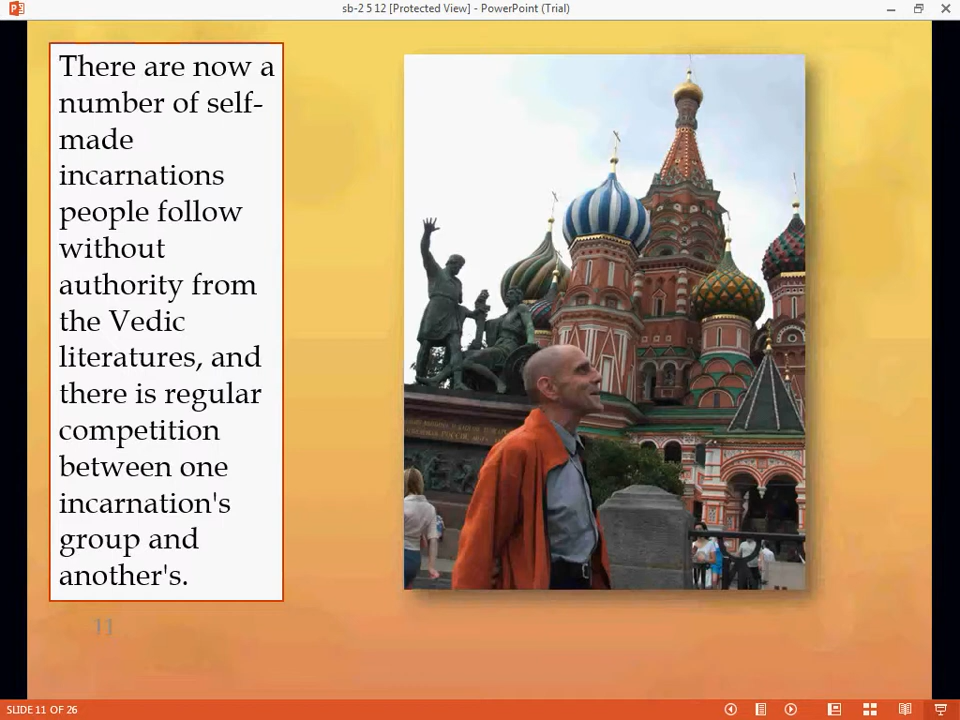 sb-2 5 12 [Protected View] - PowerPoint (Trial)
There are now a
number of self-
made
incarnations
people follow
without
authority from
the Vedic
literatures, and
there is regular
competition
between one
incarnation's
group and
another's.
11
SLIDE 11 OF 26